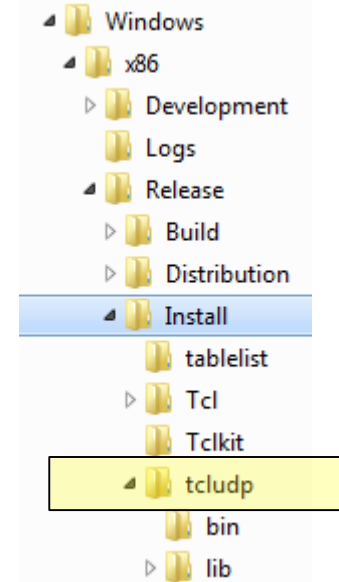 Windows
x86
Development
Logs
Release
Build
Distribution
Install
tablelist
Tcl
Tclkit
tcludp
bin
lib